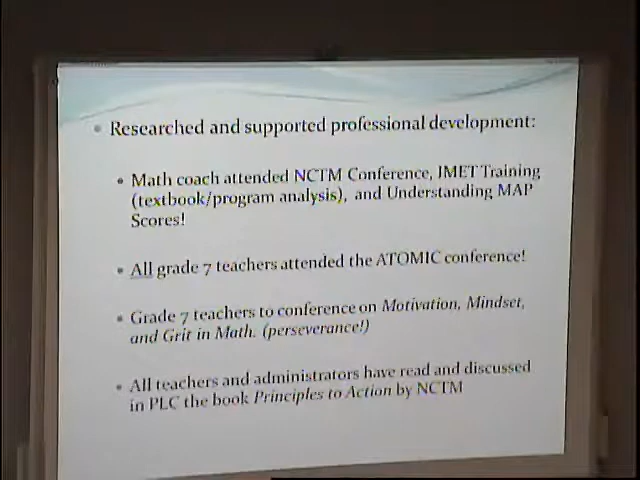 Researched and supported professional development:
Math coach attended NCTM Conference, IMET Training
(textbook/program analysis), and Understanding MAP
Scores!
All grade 7 teachers attended the ATOMIC conference!
Grade 7 teachers to conference on Motivation, Mindset,
and Grit in Math. (perseverance!)
All teachers and administrators have read and discussed
in PLC the book Principles to Action by NCTM